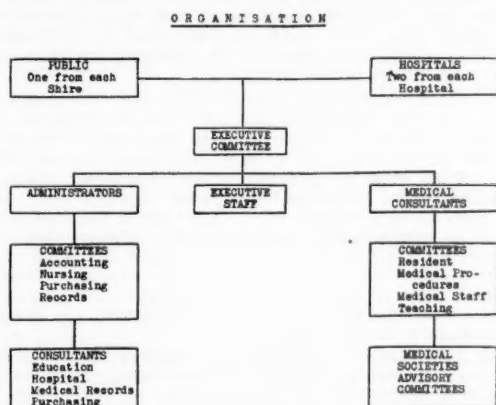 ORGANISATION
PUBLIC
One from each
Shire
HOSPITALS
Two from each
Hospital
EXECUTIVE
COMMITTEE
ADMINISTRATORS
EXECUTIVE
STAFF
MEDICAL
CONSULTANTS
COMMITTEES
Accounting
Nursing
Purchasing
Records
COMMITTEES
Resident
Medical Pro-
cedures
Medical Staff
Teaching
CONSULTANTS
Education
Hospital
Medical Records
Purchasing
MEDICAL
SOCIETIES
ADVISORY
COMMITTEES